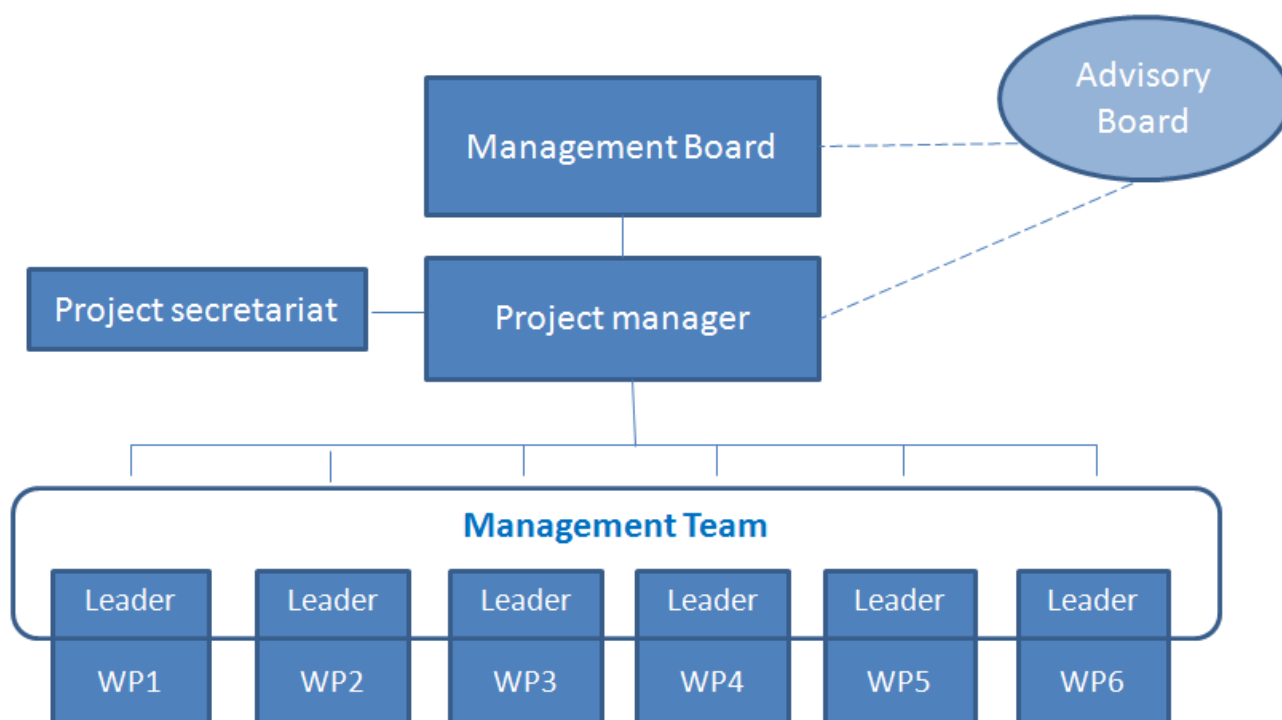 Advisory
Board
Management Board
Project secretariat
Project manager
Management Team
Leader
Leader
Leader
Leader
Leader
Leader
WP1
WP2
WP3
WP4
WP5
WP6